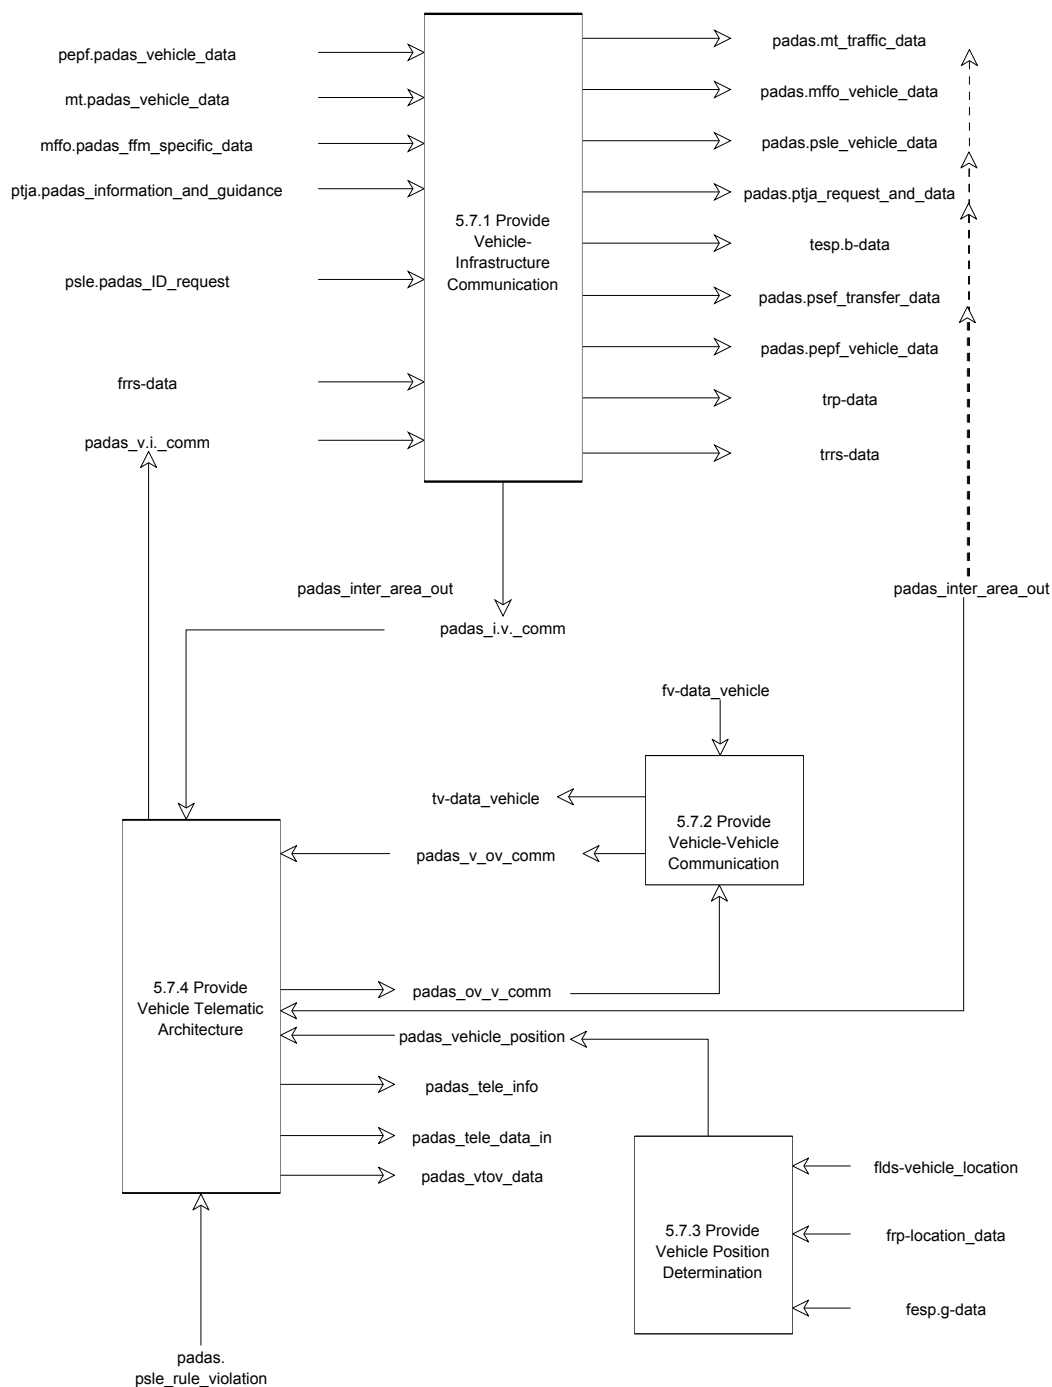 pepf.padas_vehicle_data
mt.padas_vehicle_data
mffo.padas_ffm_specific_data
ptja.padas_information_and_guidance
psle.padas_ID_request
frrs-data
padas_v.i._comm
5.7.1 Provide
Vehicle-
Infrastructure
Communication
padas.mt_traffic_data
padas.mffo_vehicle_data
padas.psle_vehicle_data
padas.ptja_request_and_data
tesp.b-data
padas.psef_transfer_data
padas.pepf_vehicle_data
trp-data
trrs-data
padas_inter_area_out
padas_inter_area_out
padas_i.v._comm
fv-data_vehicle
tv-data_vehicle
5.7.2 Provide
Vehicle-Vehicle
Communication
padas_v_ov_comm
5.7.4 Provide
Vehicle Telematic
Architecture
padas_ov_v_comm
padas_vehicle_position
padas_tele_info
padas_tele_data_in
padas_vtov_data
5.7.3 Provide
Vehicle Position
Determination
flds-vehicle_location
frp-location_data
fesp.g-data
padas.
psle_rule_violation